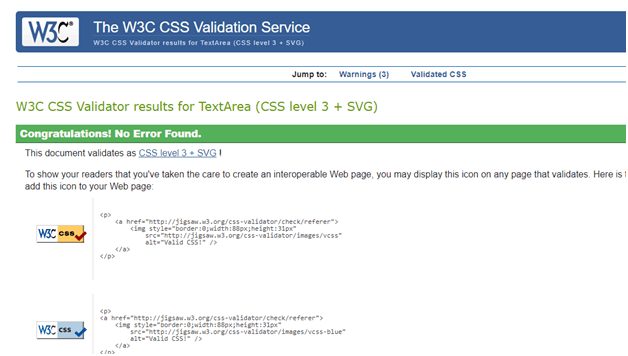 W3C®
The W3C CSS Validation Service
W3C CSS Validator results for TextArea (CSS level 3 + SVG)
Jump to: Warnings (3) Validated CSS
W3C CSS Validator results for TextArea (CSS level 3 + SVG)
Congratulations! No Error Found.
This document validates as CSS level 3 + SVG !
To show your readers that you've taken the care to create an interoperable Web page, you may display this icon on any page that validates. Here is
add this icon to your Web page:
W3C css
<p>
<a href="http://jigsaw.w3.org/css-validator/check/referer">
<img style="border:0;width:88px;height:31px"
src="http://jigsaw.w3.org/css-validator/images/vcss"
alt="Valid CSS!" />
</a>
</p>
W3C css
<p>
<a href="http://jigsaw.w3.org/css-validator/check/referer">
<img style="border:0;width:88px;height:31px"
src="http://jigsaw.w3.org/css-validator/images/vcss-blue"
alt="Valid CSS!" />
</a>
</p>